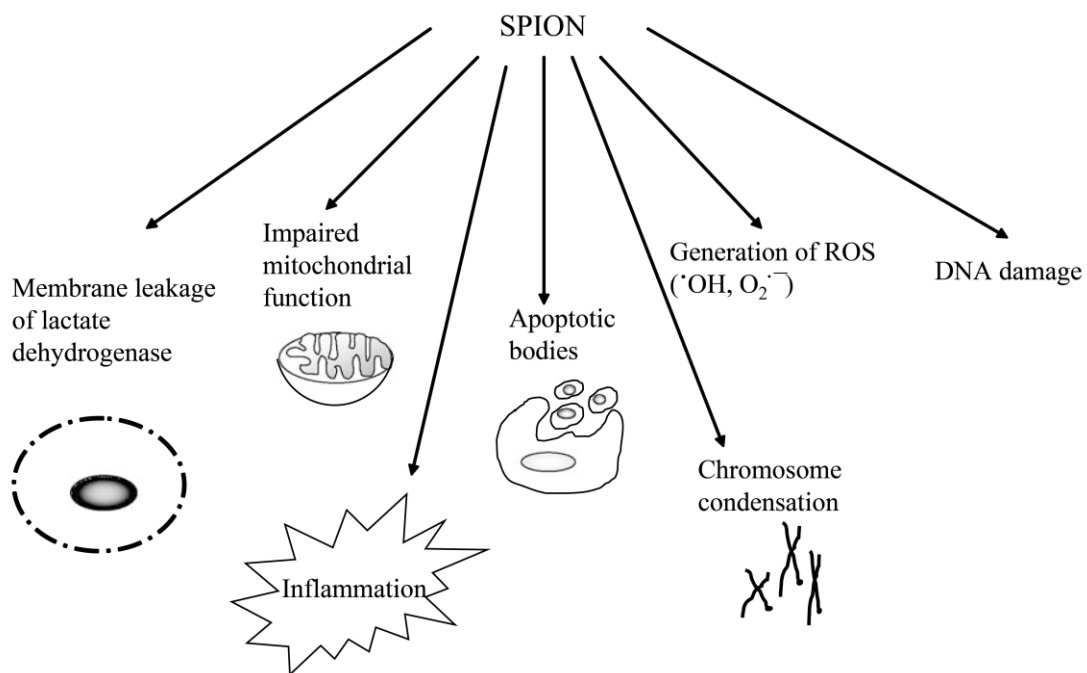 SPION
Membrane leakage
of lactate
dehydrogenase
Impaired
mitochondrial
function
Inflammation
Apoptotic
bodies
Chromosome
condensation
Generation of ROS
(˙OH, O₂˙⁻)
DNA damage